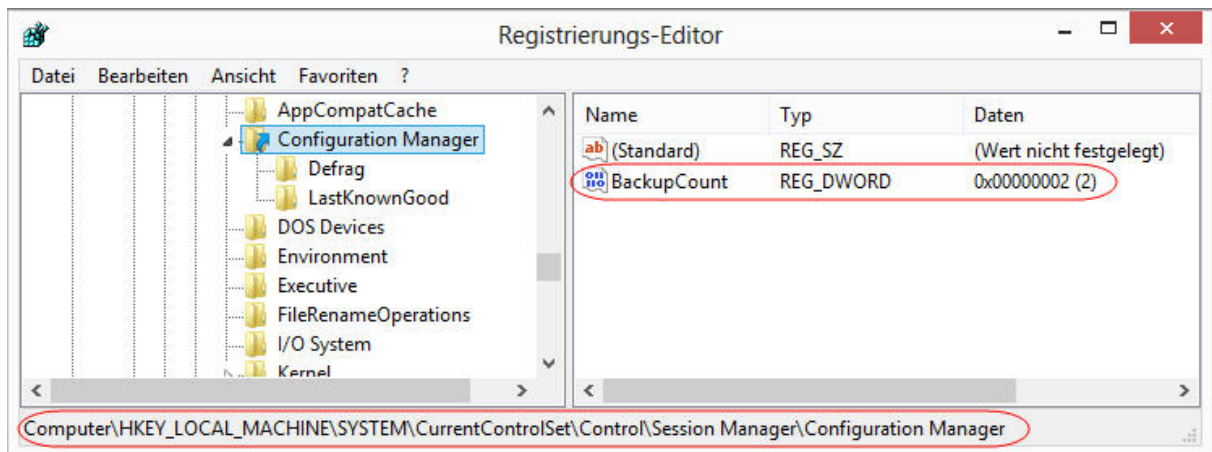 Registrierungs-Editor
Datei Bearbeiten Ansicht Favoriten ?
AppCompatCache
Configuration Manager
Defrag
LastKnownGood
DOS Devices
Environment
Executive
FileRenameOperations
I/O System
Kernel
Name Typ Daten
ab (Standard) REG_SZ (Wert nicht festgelegt)
BackupCount REG_DWORD 0x00000002 (2)
Computer\HKEY_LOCAL_MACHINE\SYSTEM\CurrentControlSet\Control\Session Manager\Configuration Manager